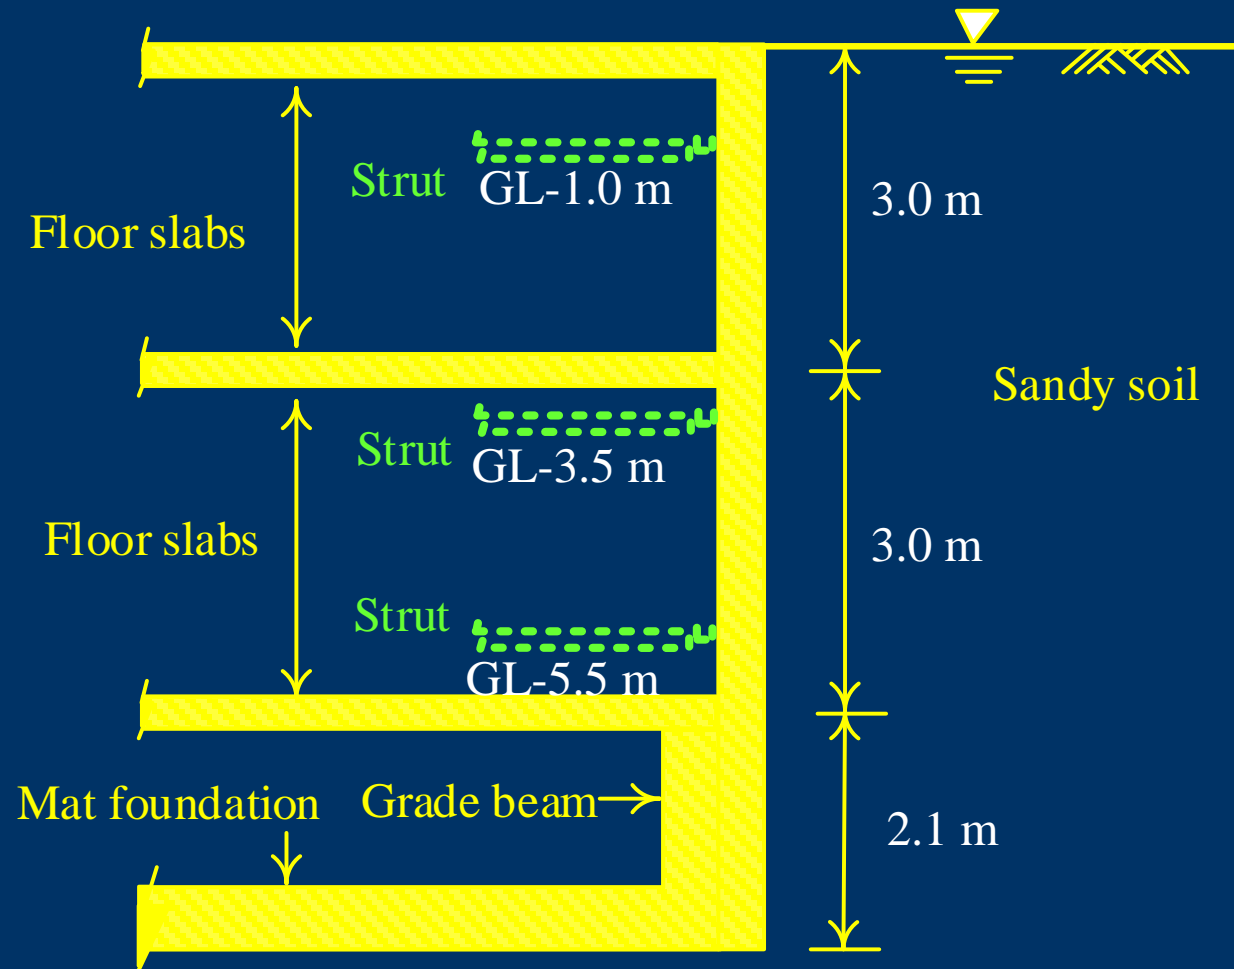 Strut
GL-1.0 m
3.0 m
Floor slabs
Sandy soil
Strut
GL-3.5 m
Floor slabs
3.0 m
Strut
GL-5.5 m
Mat foundation
Grade beam
2.1 m